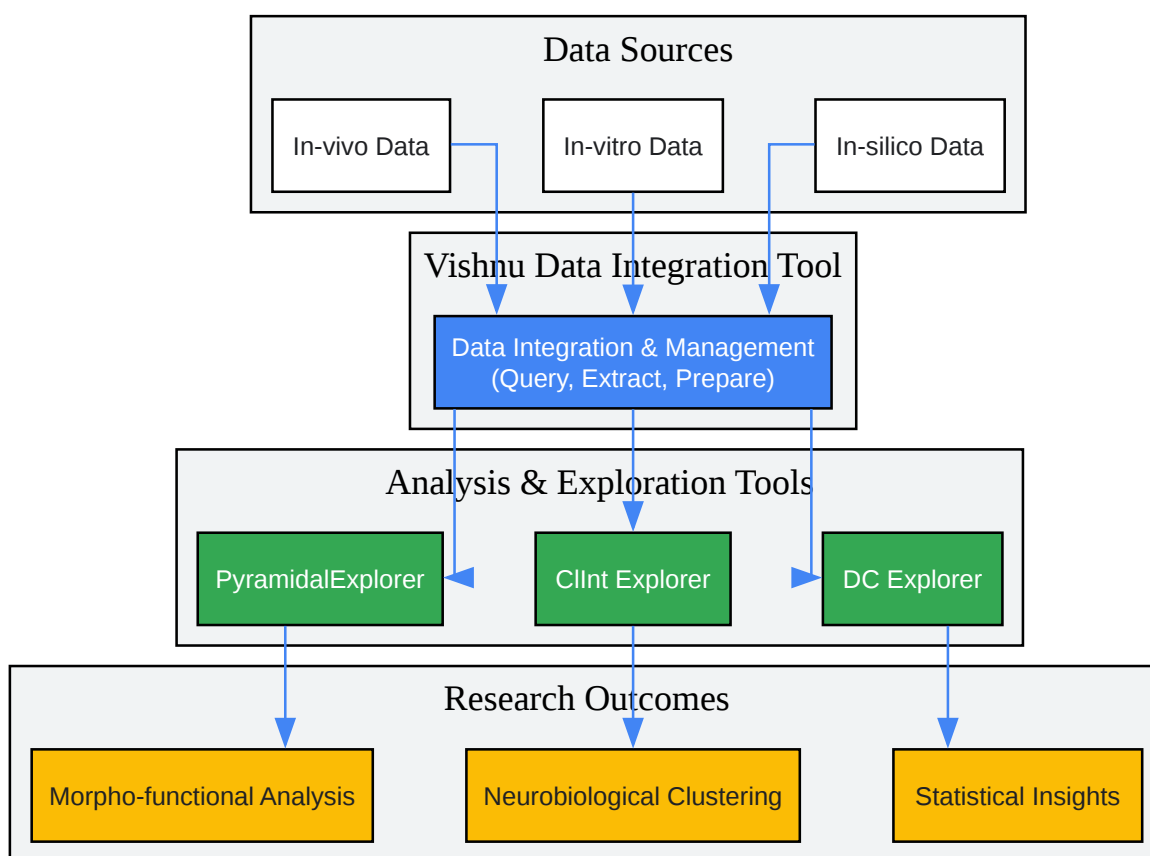 Data Sources
In-vivo Data
In-vitro Data
In-silico Data
Vishnu Data Integration Tool
Data Integration & Management
(Query, Extract, Prepare)
Analysis & Exploration Tools
PyramidalExplorer
ClInt Explorer
DC Explorer
Research Outcomes
Morpho-functional Analysis
Neurobiological Clustering
Statistical Insights